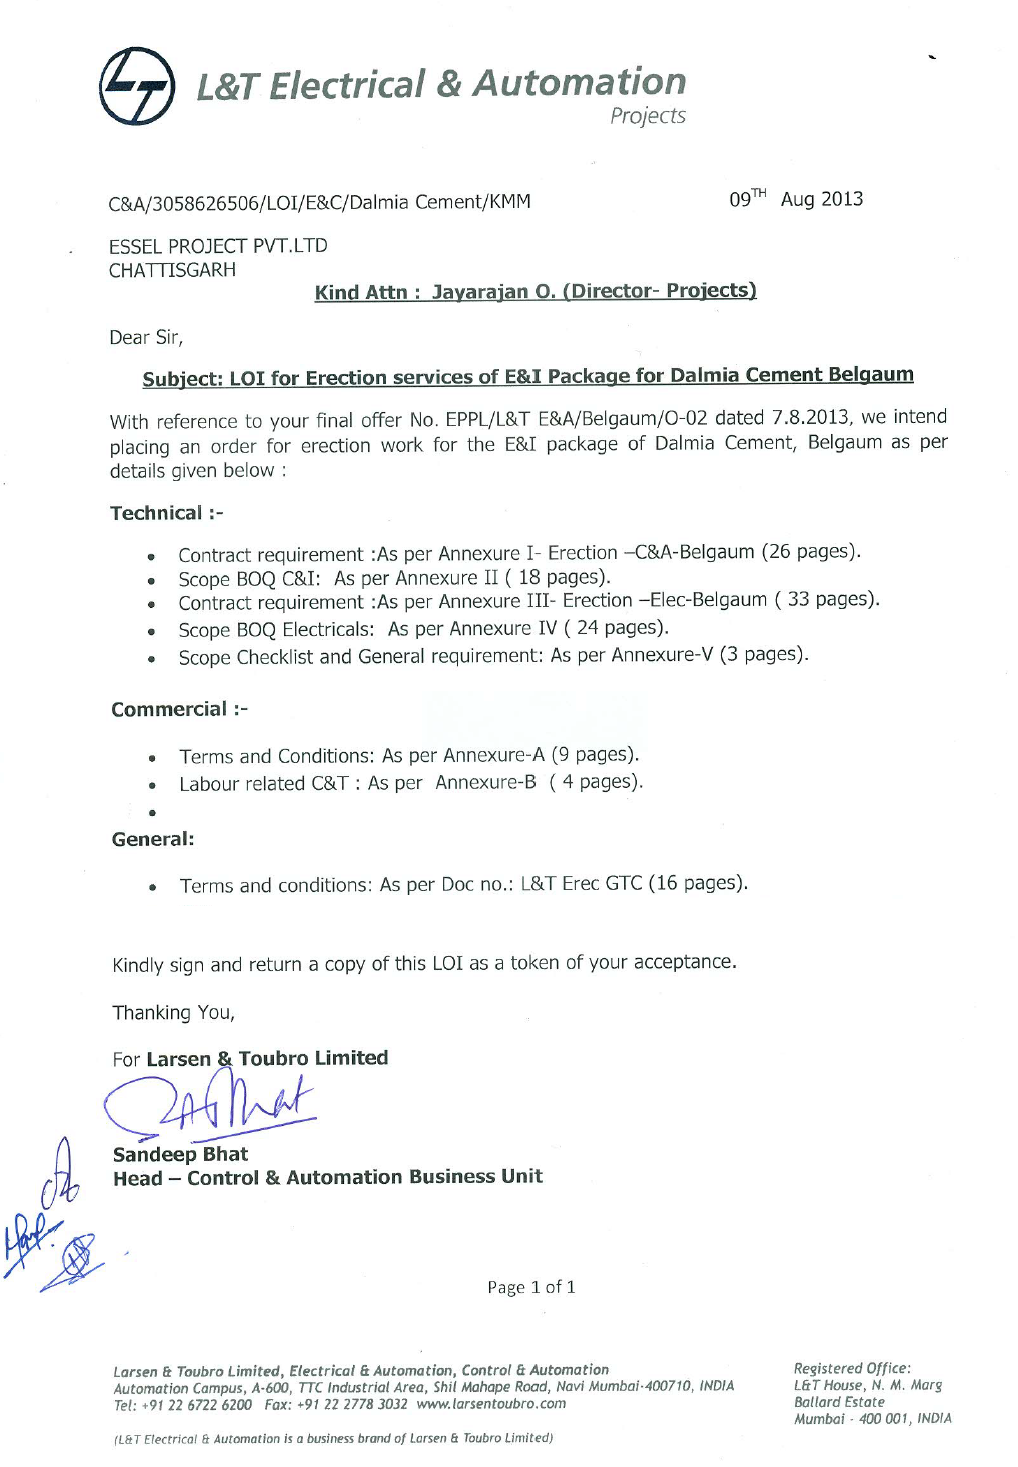 L&T Electrical & Automation
Projects
C&A/3058626506/LOI/E&C/Dalmia Cement/KMM 09TH Aug 2013
ESSEL PROJECT PVT.LTD
CHATTISGARH
Kind Attn : Jayarajan O. (Director- Projects)
Dear Sir,
Subject: LOI for Erection services of E&I Package for Dalmia Cement Belgaum
With reference to your final offer No. EPPL/L&T E&A/Belgaum/O-02 dated 7.8.2013, we intend
placing an order for erection work for the E&I package of Dalmia Cement, Belgaum as per
details given below :
Technical :-
• Contract requirement :As per Annexure I- Erection –C&A-Belgaum (26 pages).
• Scope BOQ C&I: As per Annexure II ( 18 pages).
• Contract requirement :As per Annexure III- Erection –Elec-Belgaum ( 33 pages).
• Scope BOQ Electricals: As per Annexure IV ( 24 pages).
• Scope Checklist and General requirement: As per Annexure-V (3 pages).
Commercial :-
• Terms and Conditions: As per Annexure-A (9 pages).
• Labour related C&T : As per Annexure-B ( 4 pages).
•
General:
• Terms and conditions: As per Doc no.: L&T Erec GTC (16 pages).
Kindly sign and return a copy of this LOI as a token of your acceptance.
Thanking You,
For Larsen & Toubro Limited
Sandeep Bhat
Head – Control & Automation Business Unit
Page 1 of 1
Larsen & Toubro Limited, Electrical & Automation, Control & Automation
Automation Campus, A-600, TTC Industrial Area, Shil Mahape Road, Navi Mumbai-400710, INDIA
Tel: +91 22 6722 6200 Fax: +91 22 2778 3032 www.larsentoubro.com
(L&T Electrical & Automation is a business brand of Larsen & Toubro Limited)
Registered Office:
L&T House, N. M. Marg
Ballard Estate
Mumbai - 400 001, INDIA